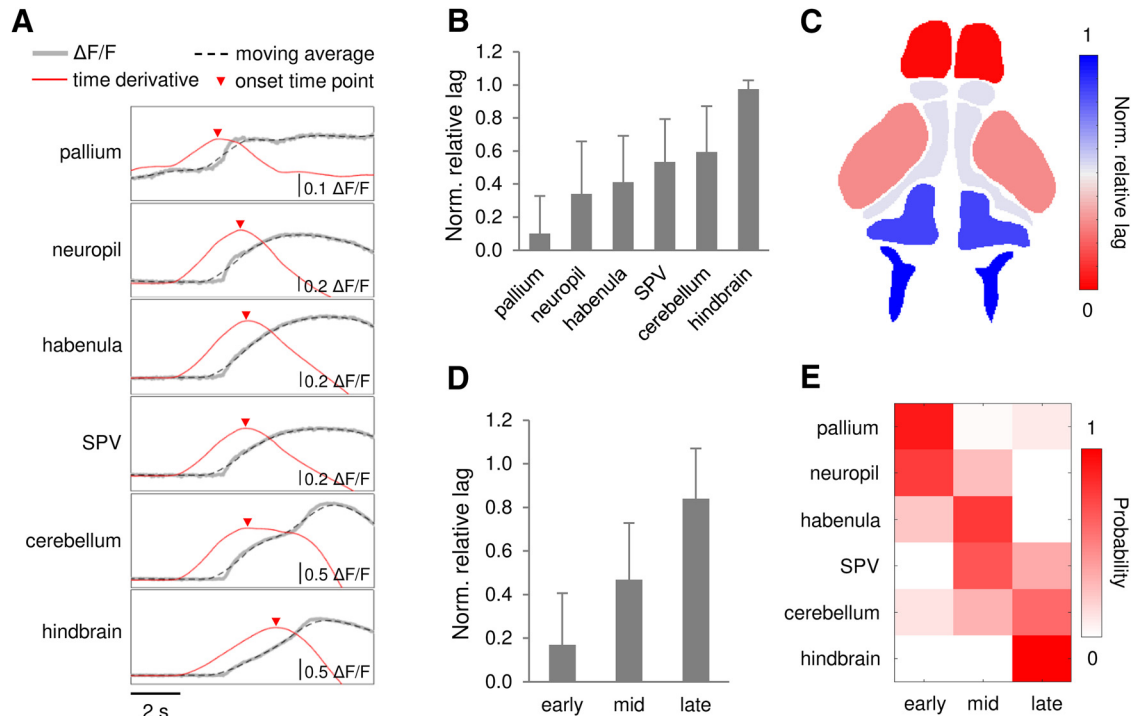 A
ΔF/F
moving average
time derivative
onset time point
pallium
0.1 ΔF/F
neuropil
0.2 ΔF/F
habenula
0.2 ΔF/F
SPV
0.2 ΔF/F
cerebellum
0.5 ΔF/F
hindbrain
0.5 ΔF/F
2 s
B
Norm. relative lag
1.2
1.0
0.8
0.6
0.4
0.2
0.0
pallium
neuropil
habenula
SPV
cerebellum
hindbrain
C
1
Norm. relative lag
0
D
Norm. relative lag
1.2
1.0
0.8
0.6
0.4
0.2
0.0
early
mid
late
E
pallium
neuropil
habenula
SPV
cerebellum
hindbrain
early
mid
late
1
Probability
0